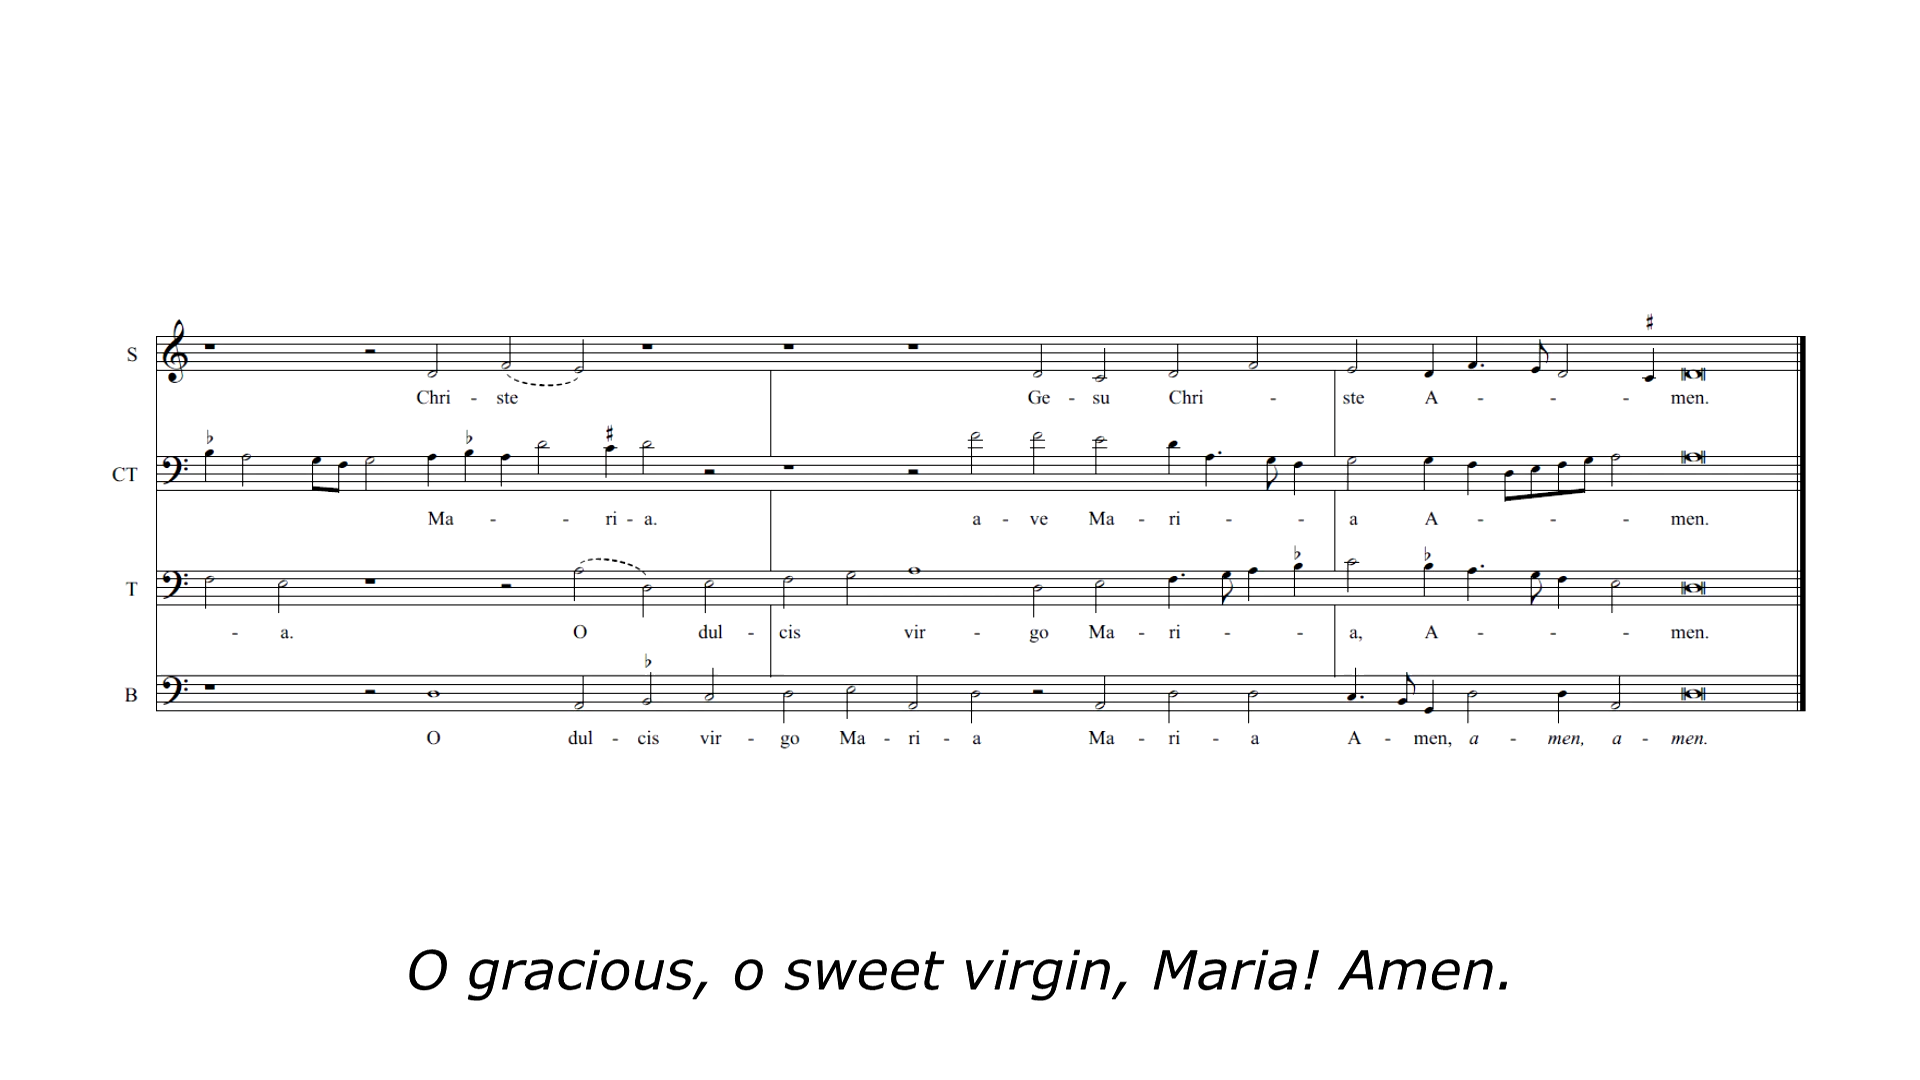 S
Chri - ste Ge - su Chri - ste A - - - men.
CT
Ma - - ri - a. a - ve Ma - ri - - a A - - - men.
T
- a. O dul - cis vir - go Ma - ri - - a, A - - - men.
B
O dul - cis vir - go Ma - ri - a Ma - ri - a A - men, a - men, a - men.
O gracious, o sweet virgin, Maria! Amen.